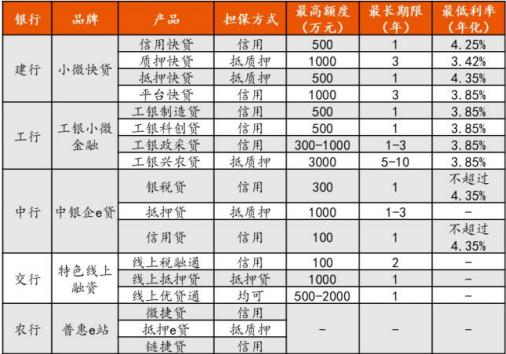 银行 品牌 产品 担保方式 最高额度（万元） 最长期限（年） 最低利率（年化）
建行 小微快贷 信用快贷 信用 500 1 4.25%
质押快贷 抵质押 1000 3 3.42%
抵押快贷 抵质押 500 1 4.35%
平台快贷 信用 1000 3 3.85%
工行 工银小微金融 工银制造贷 信用 500 1 3.85%
工银科创贷 信用 500 1 3.85%
工银政采贷 信用 300-1000 1-3 3.85%
工银兴农贷 抵质押 3000 5-10 3.85%
中行 中银企e贷 银税贷 信用 300 1 不超过4.35%
抵押贷 抵质押 1000 1-3 -
信用贷 信用 100 1 不超过4.35%
交行 特色线上融资 线上税融通 信用 100 2 -
线上抵押贷 抵押贷 1000 1 -
线上优贷通 均可 500-2000 1 -
农行 普惠e站 微捷贷 信用 - - -
抵押e贷 抵质押
链捷贷 信用